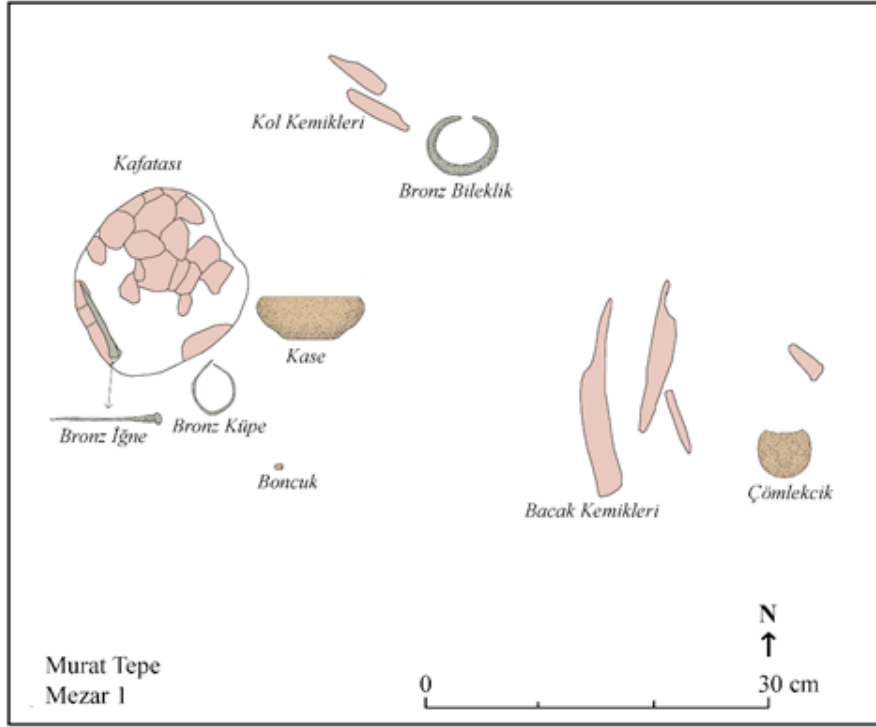 Kol Kemikleri
Bronz Bileklik
Kafatası
Kase
Bronz İğne
Bronz Küpe
Boncuk
Bacak Kemikleri
Çömlekcik
N
Murat Tepe
Mezar 1
0
30 cm